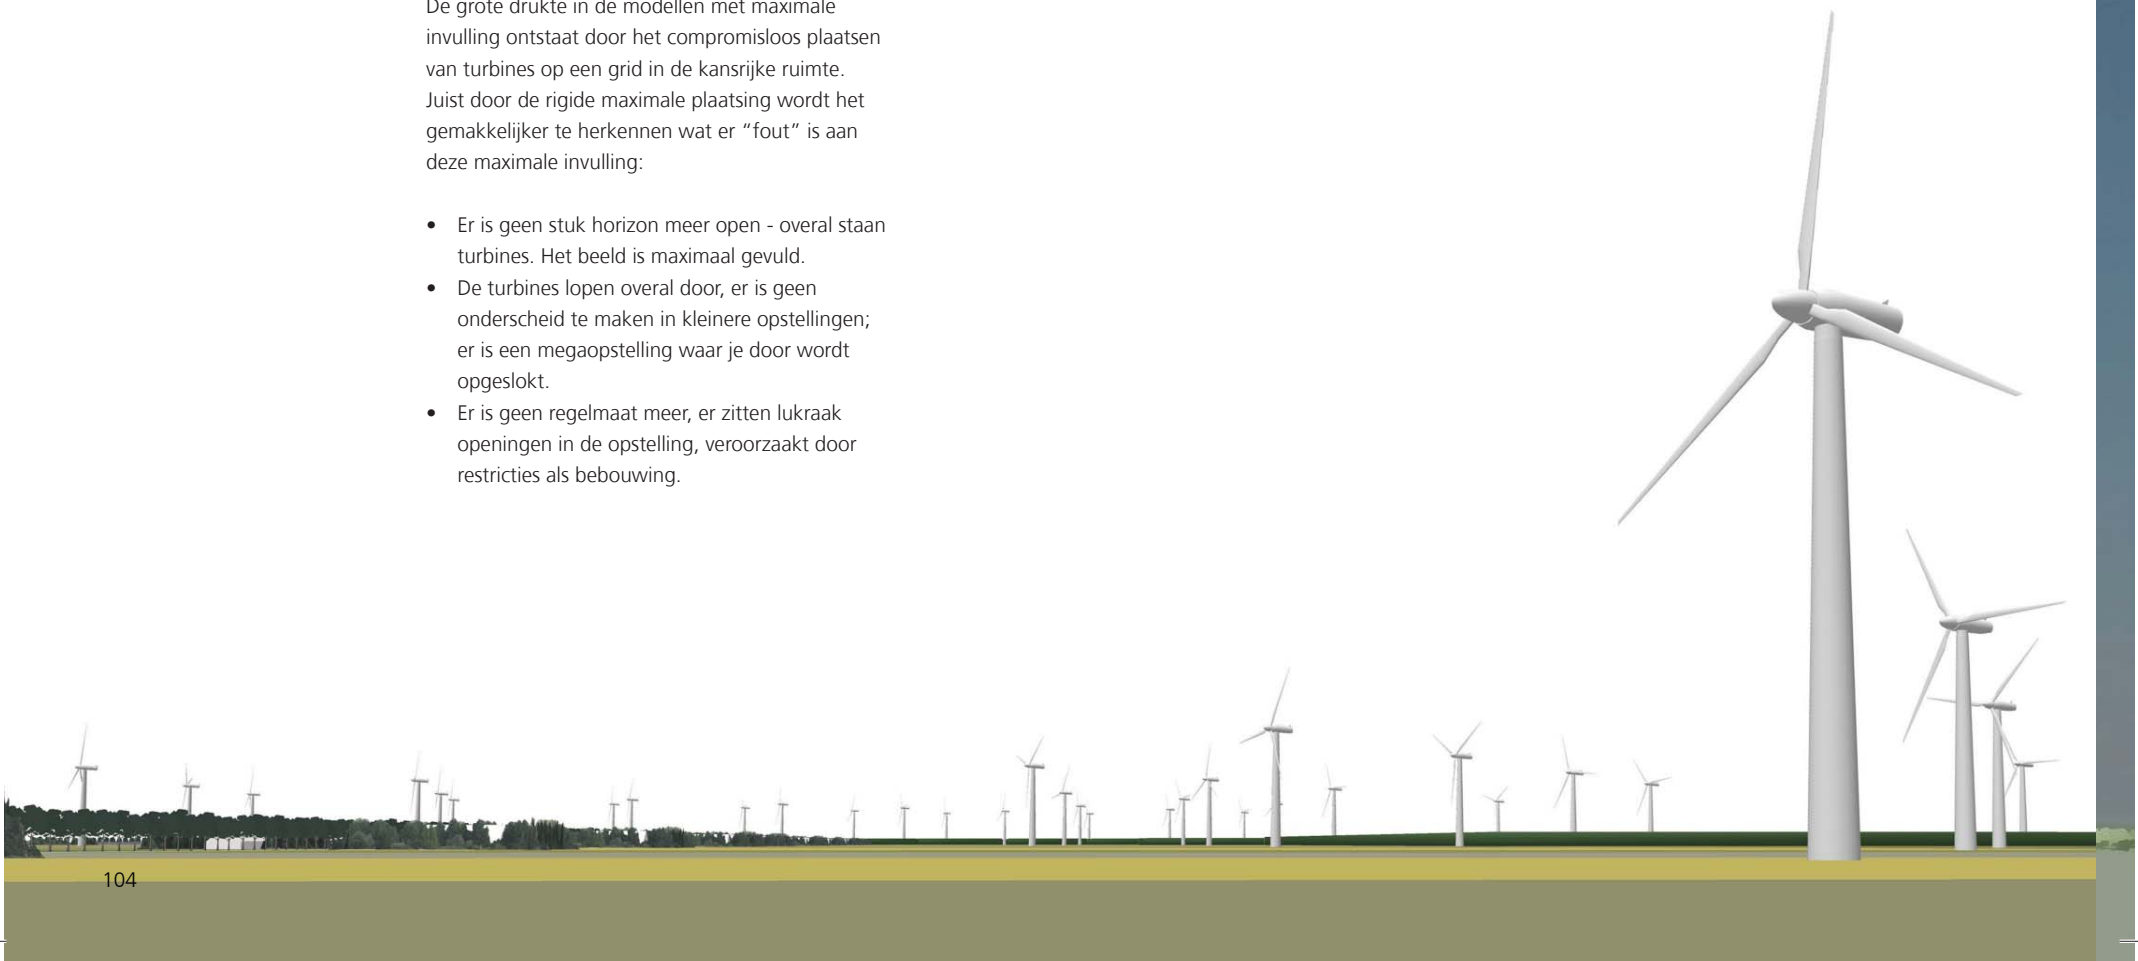 De grote drukte in de modellen met maximale
invulling ontstaat door het compromisloos plaatsen
van turbines op een grid in de kansrijke ruimte.
Juist door de rigide maximale plaatsing wordt het
gemakkelijker te herkennen wat er “fout” is aan
deze maximale invulling:
• Er is geen stuk horizon meer open - overal staan
turbines. Het beeld is maximaal gevuld.
• De turbines lopen overal door, er is geen
onderscheid te maken in kleinere opstellingen;
er is een megaopstelling waar je door wordt
opgeslokt.
• Er is geen regelmaat meer, er zitten lukraak
openingen in de opstelling, veroorzaakt door
restricties als bebouwing.
104